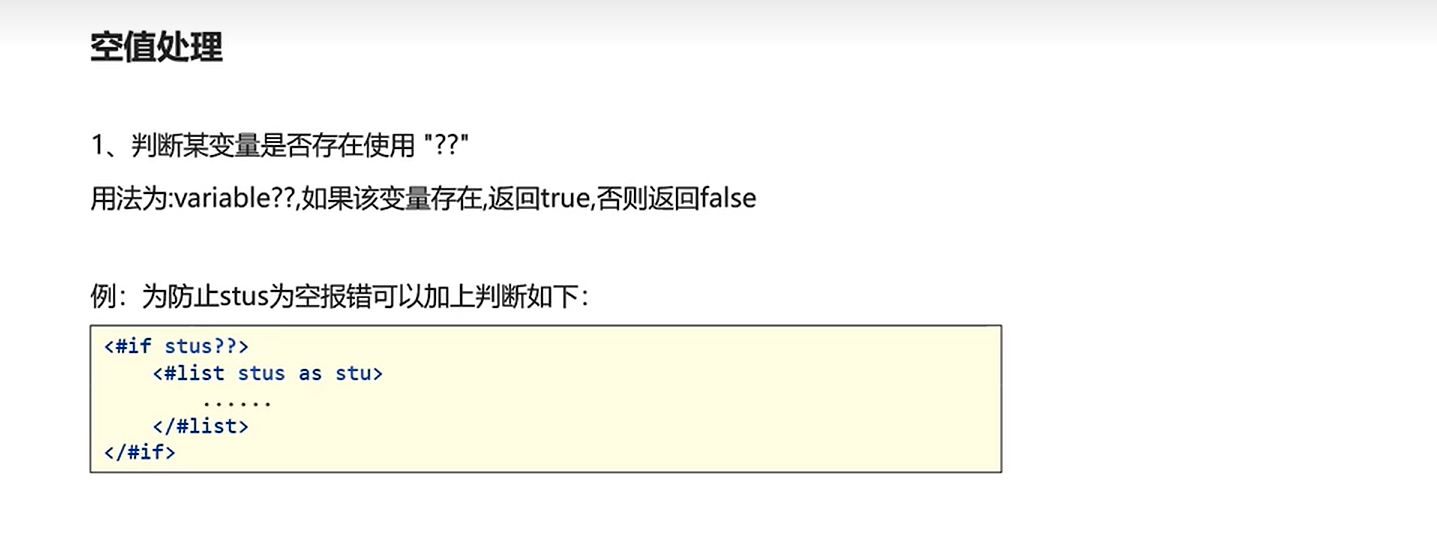 空值处理
1、判断某变量是否存在使用 "??"
用法为:variable??,如果该变量存在,返回true,否则返回false
例：为防止stus为空报错可以加上判断如下：
<#if stus??>
    <#list stus as stu>
        ......
    </#list>
</#if>